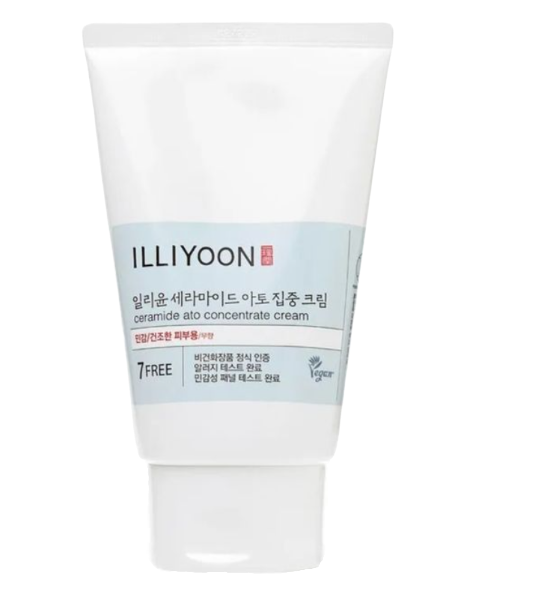 ILLIYOON
일리윤 세라마이드 아토 집중 크림
ceramide ato concentrate cream
민감/건조한 피부용/무향
7FREE
비건화장품 정식 인증
알러지 테스트 완료
민감성 패널 테스트 완료
Vegan